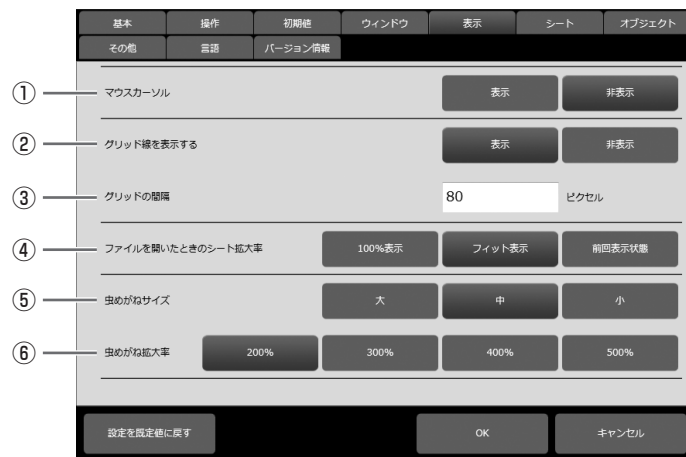 基本 操作 初期値 ウィンドウ 表示 シート オブジェクト
その他 言語 バージョン情報
① マウスカーソル 表示 非表示
② グリッド線を表示する 表示 非表示
③ グリッドの間隔 80 ピクセル
④ ファイルを開いたときのシート拡大率 100%表示 フィット表示 前回表示状態
⑤ 虫めがねサイズ 大 中 小
⑥ 虫めがね拡大率 200% 300% 400% 500%
設定を既定値に戻す OK キャンセル